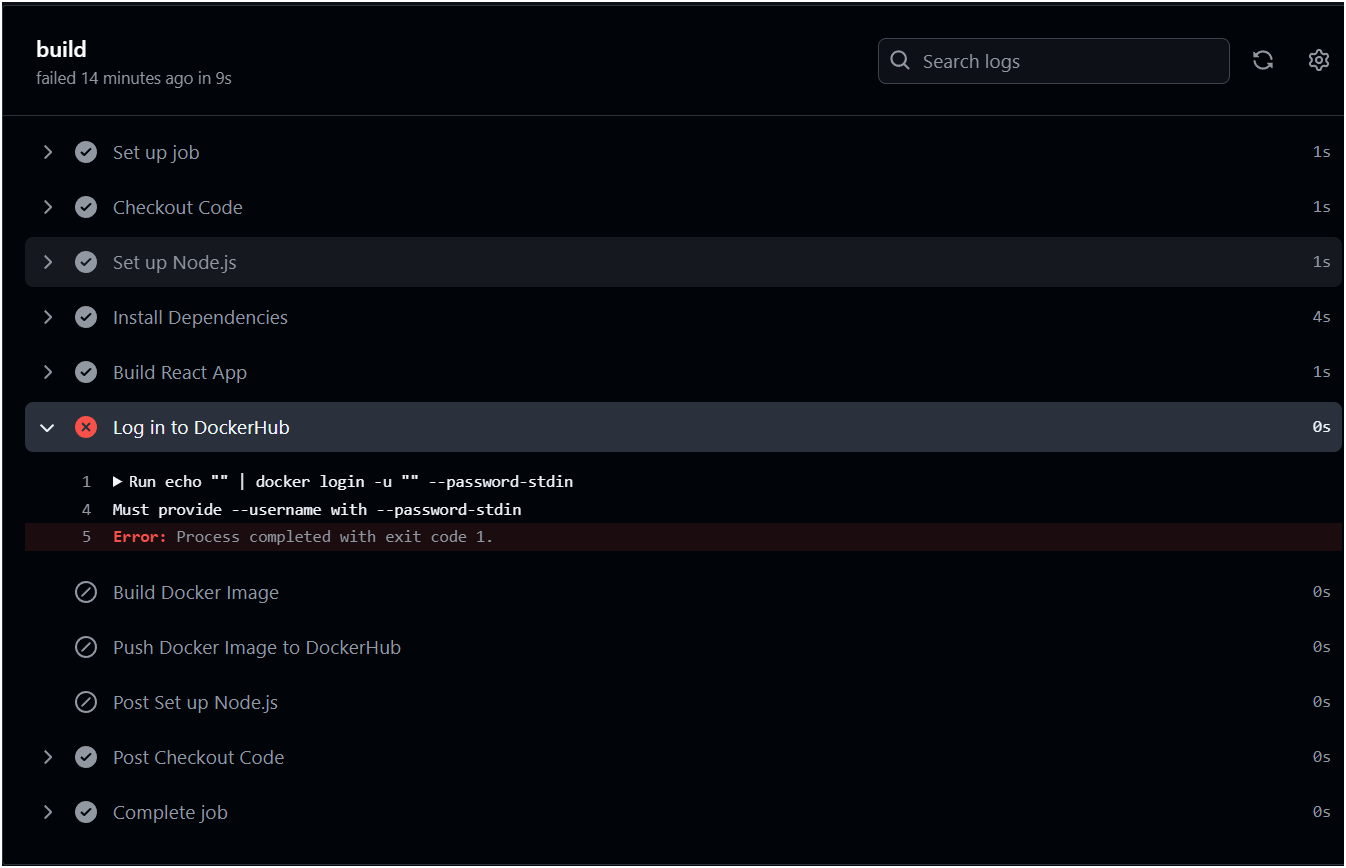 build
failed 14 minutes ago in 9s
Search logs
Set up job 1s
Checkout Code 1s
Set up Node.js 1s
Install Dependencies 4s
Build React App 1s
Log in to DockerHub 0s
1 Run echo "" | docker login -u "" --password-stdin
4 Must provide --username with --password-stdin
5 Error: Process completed with exit code 1.
Build Docker Image 0s
Push Docker Image to DockerHub 0s
Post Set up Node.js 0s
Post Checkout Code 0s
Complete job 0s